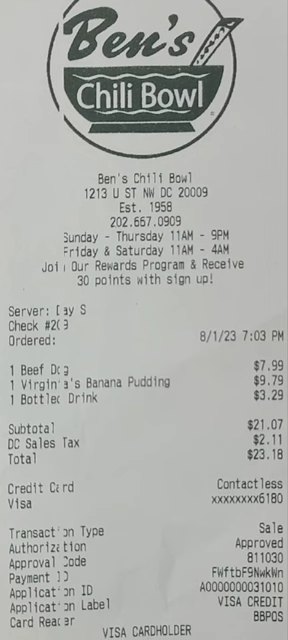 Ben's
Chili Bowl
Ben's Chili Bowl
1213 U ST NW DC 20009
Est. 1958
202.667.0909
Sunday - Thursday 11AM - 9PM
Friday & Saturday 11AM - 4AM
Join Our Rewards Program & Receive
30 points with sign up!
Server: Day S
Check #209
Ordered: 8/1/23 7:03 PM
1 Beef Dog $7.99
1 Virginia's Banana Pudding $9.79
1 Bottled Drink $3.29
Subtotal $21.07
DC Sales Tax $2.11
Total $23.18
Credit Card Contactless
Visa xxxxxxxx6180
Transaction Type Sale
Authorization Approved
Approval Code 811030
Payment ID FWftbF9NwkWn
Application ID A0000000031010
Application Label VISA CREDIT
Card Reader BBPOS
VISA CARDHOLDER